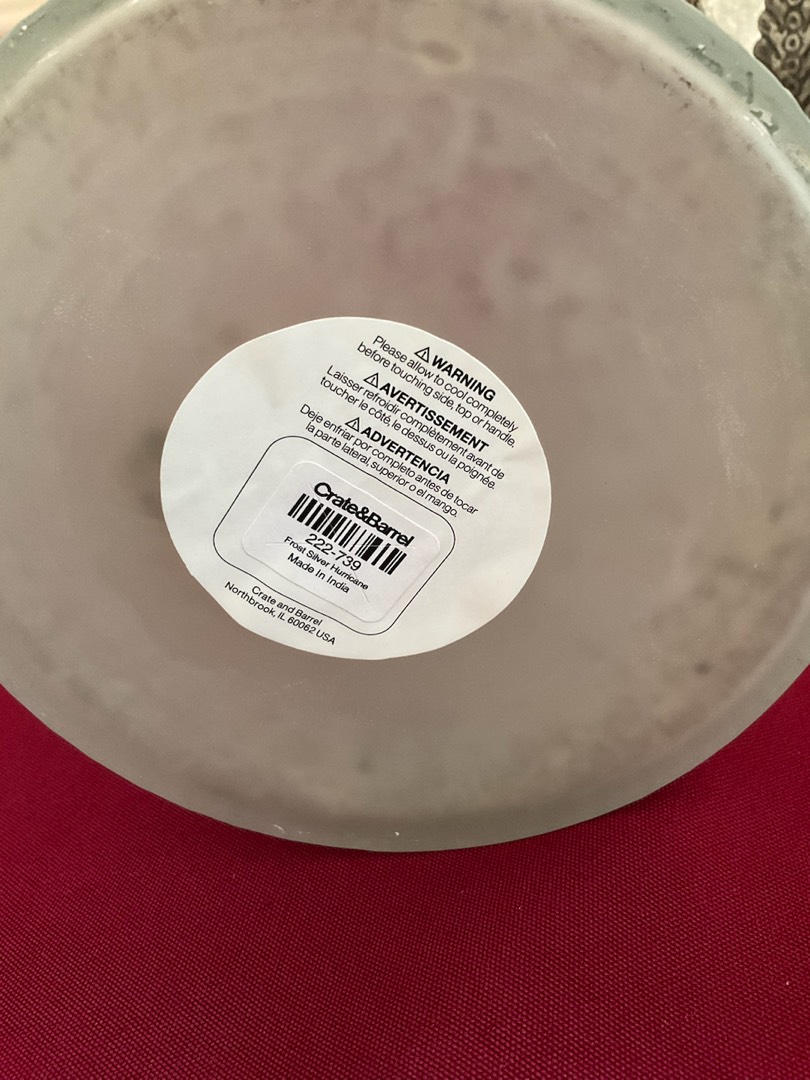 ⚠ WARNING
Please allow to cool completely
before touching side, top or handle.
⚠ AVERTISSEMENT
Laisser refroidir complètement avant de
toucher le côté, le dessus ou la poignée.
⚠ ADVERTENCIA
Deje enfriar por completo antes de tocar
la parte lateral, superior o el mango.
Crate&Barrel
222-739
Frost Silver Hurricane
Made In India
Crate and Barrel
Northbrook, IL 60062 USA